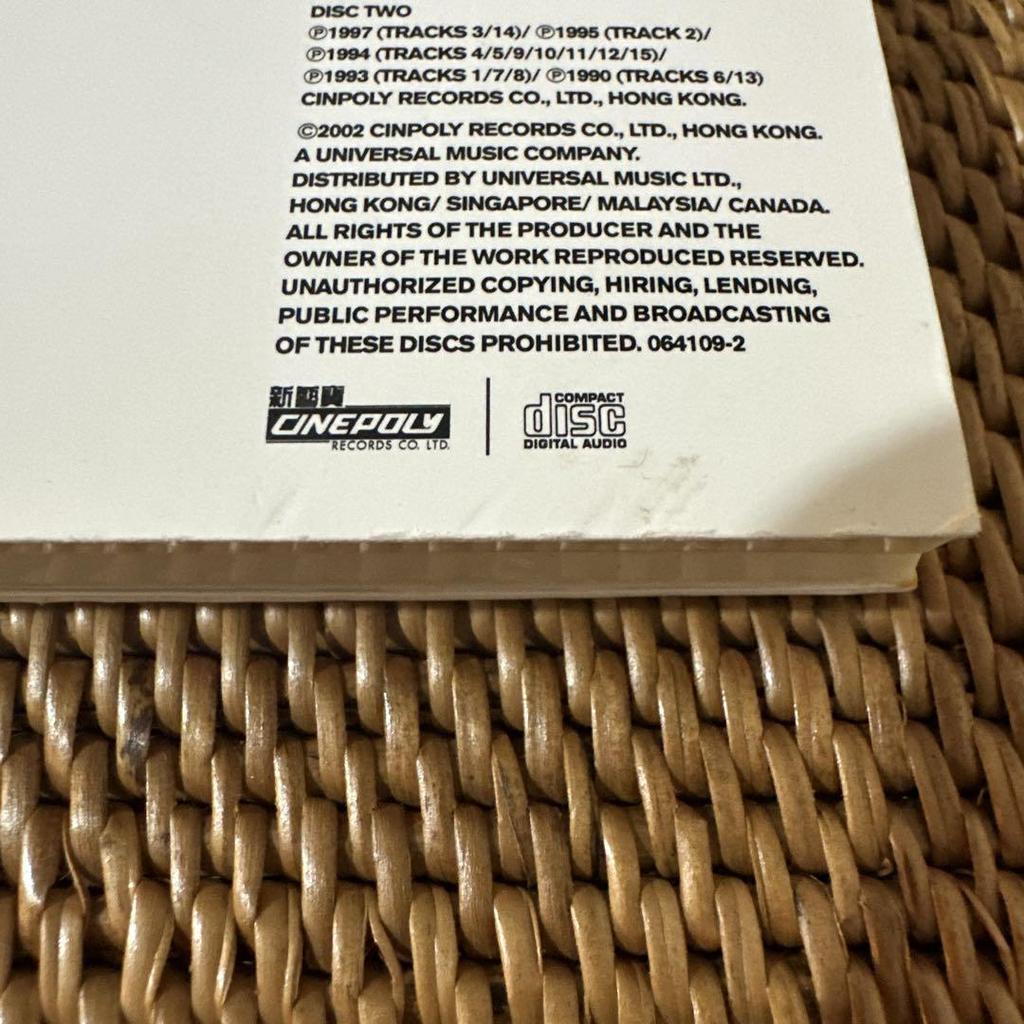 DISC TWO
℗1997 (TRACKS 3/14)/ ℗1995 (TRACK 2)/
℗1994 (TRACKS 4/5/9/10/11/12/15)/
℗1993 (TRACKS 1/7/8)/ ℗1990 (TRACKS 6/13)
CINPOLY RECORDS CO., LTD., HONG KONG.
©2002 CINPOLY RECORDS CO., LTD., HONG KONG.
A UNIVERSAL MUSIC COMPANY.
DISTRIBUTED BY UNIVERSAL MUSIC LTD.,
HONG KONG/ SINGAPORE/ MALAYSIA/ CANADA.
ALL RIGHTS OF THE PRODUCER AND THE
OWNER OF THE WORK REPRODUCED RESERVED.
UNAUTHORIZED COPYING, HIRING, LENDING,
PUBLIC PERFORMANCE AND BROADCASTING
OF THESE DISCS PROHIBITED. 064109-2
新藝寶
CINEPOLY
RECORDS CO. LTD.
COMPACT
disc
DIGITAL AUDIO